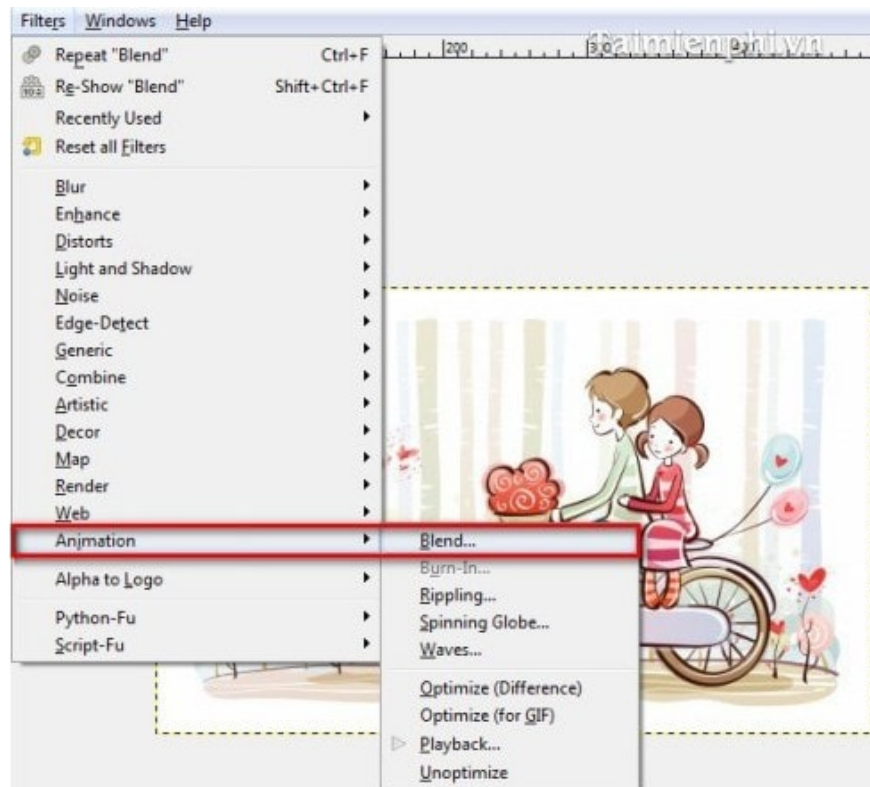 Filters Windows Help
Taimienphi.vn
200 300 400
Repeat "Blend" Ctrl+F
Re-Show "Blend" Shift+Ctrl+F
Recently Used
Reset all Filters
Blur
Enhance
Distorts
Light and Shadow
Noise
Edge-Detect
Generic
Combine
Artistic
Decor
Map
Render
Web
Animation
Blend...
Burn-In...
Rippling...
Spinning Globe...
Waves...
Optimize (Difference)
Optimize (for GIF)
Playback...
Unoptimize
Alpha to Logo
Python-Fu
Script-Fu